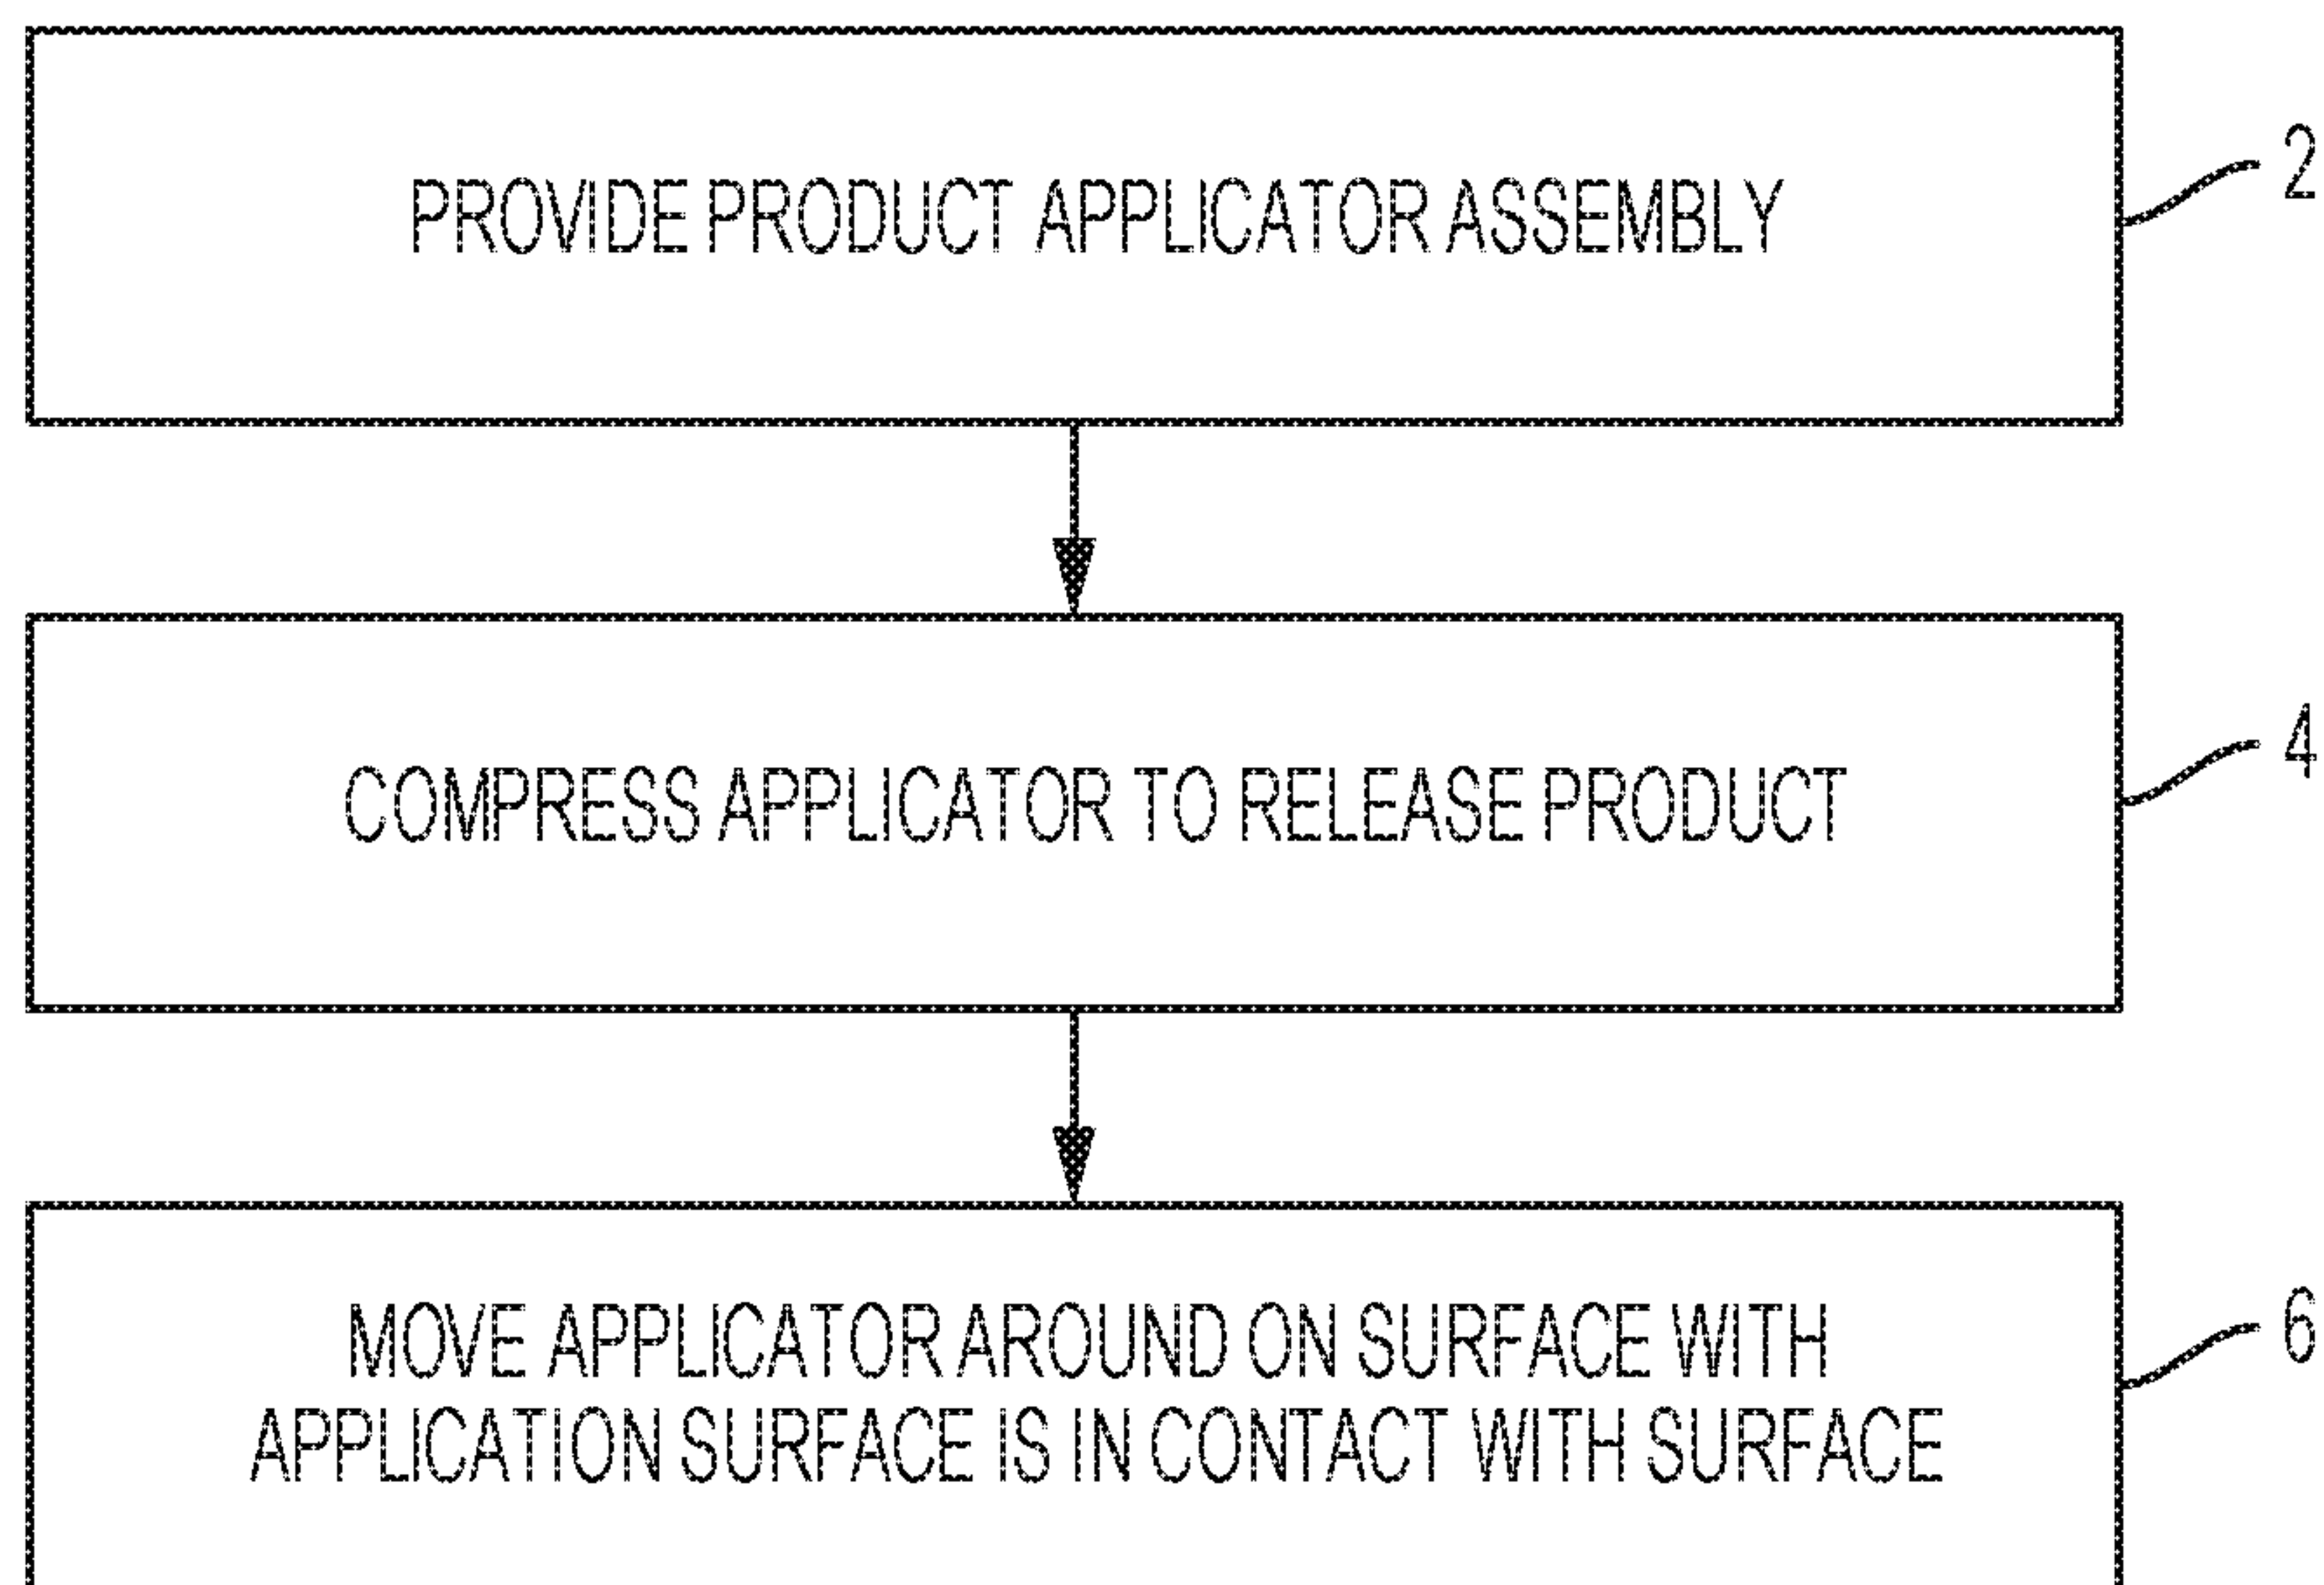 PROVIDE PRODUCT APPLICATOR ASSEMBLY
2
COMPRESS APPLICATOR TO RELEASE PRODUCT
4
MOVE APPLICATOR AROUND ON SURFACE WITH
APPLICATION SURFACE IS IN CONTACT WITH SURFACE
6